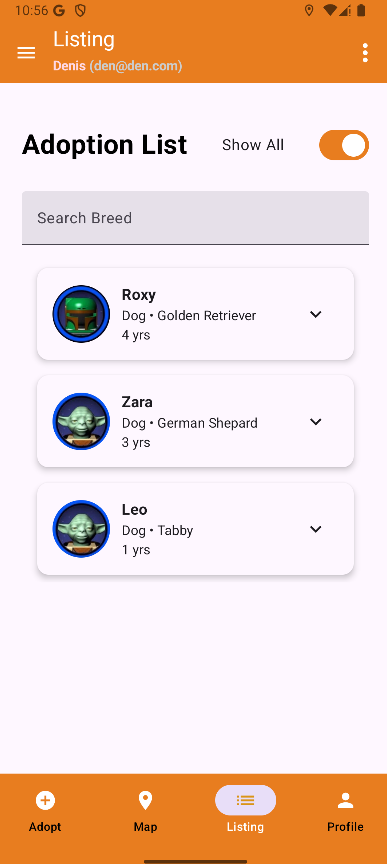 10:56
Listing
Denis (den@den.com)
Adoption List
Show All
Search Breed
Roxy
Dog • Golden Retriever
4 yrs
Zara
Dog • German Shepard
3 yrs
Leo
Dog • Tabby
1 yrs
Adopt Map Listing Profile